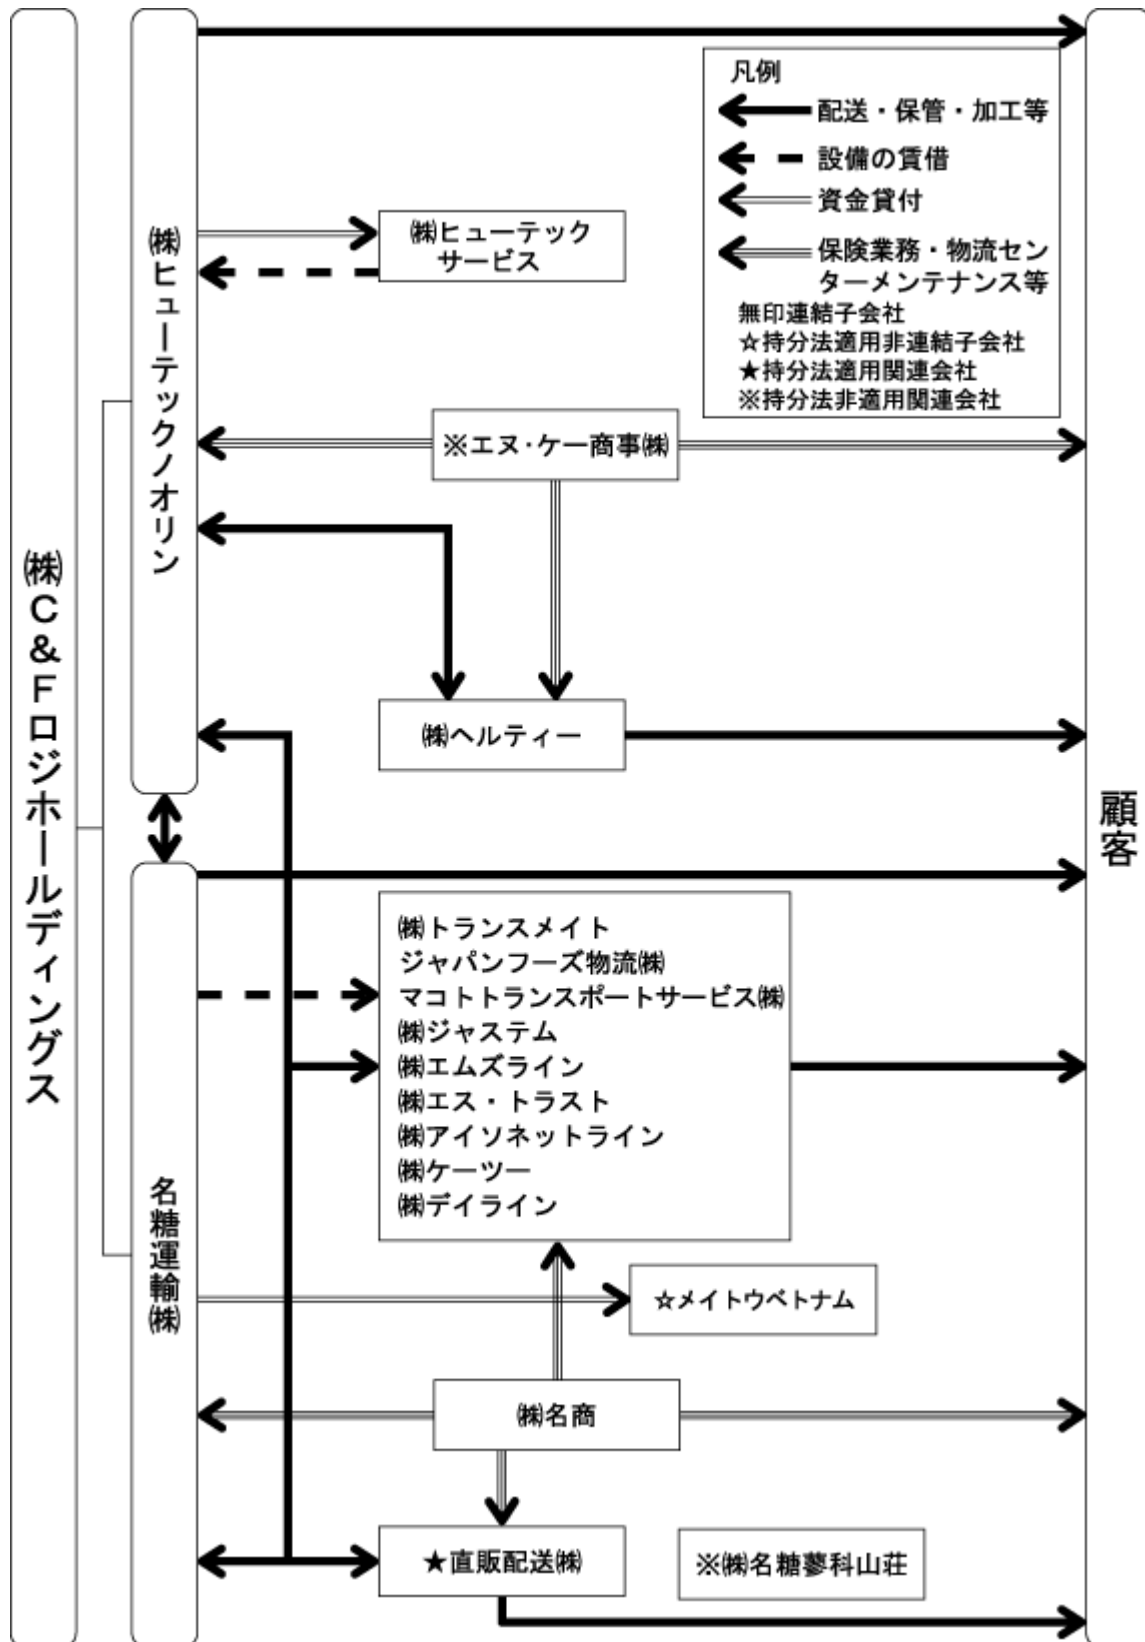 ㈱C&Fロジホールディングス
㈱ヒューテックノオリン
名糖運輸㈱
顧客
凡例
配送・保管・加工等
設備の賃借
資金貸付
保険業務・物流セン
ターメンテナンス等
無印連結子会社
☆持分法適用非連結子会社
★持分法適用関連会社
※持分法非適用関連会社
㈱ヒューテック
サービス
※エヌ・ケー商事㈱
㈱ヘルティー
㈱トランスメイト
ジャパンフーズ物流㈱
マコトトランスポートサービス㈱
㈱ジャステム
㈱エムズライン
㈱エス・トラスト
㈱アイソネットライン
㈱ケーツー
㈱デイライン
☆メイトウベトナム
㈱名商
★直販配送㈱
※㈱名糖蓼科山荘